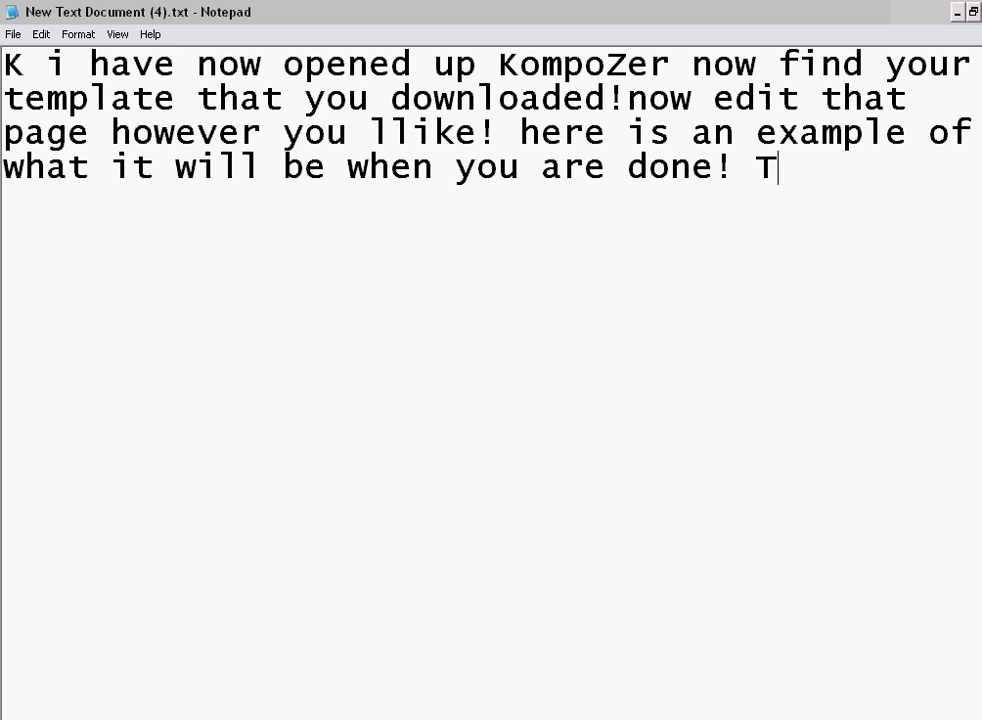 New Text Document (4).txt - Notepad
File Edit Format View Help
K i have now opened up KompoZer now find your
template that you downloaded!now edit that
page however you llike! here is an example of
what it will be when you are done! T